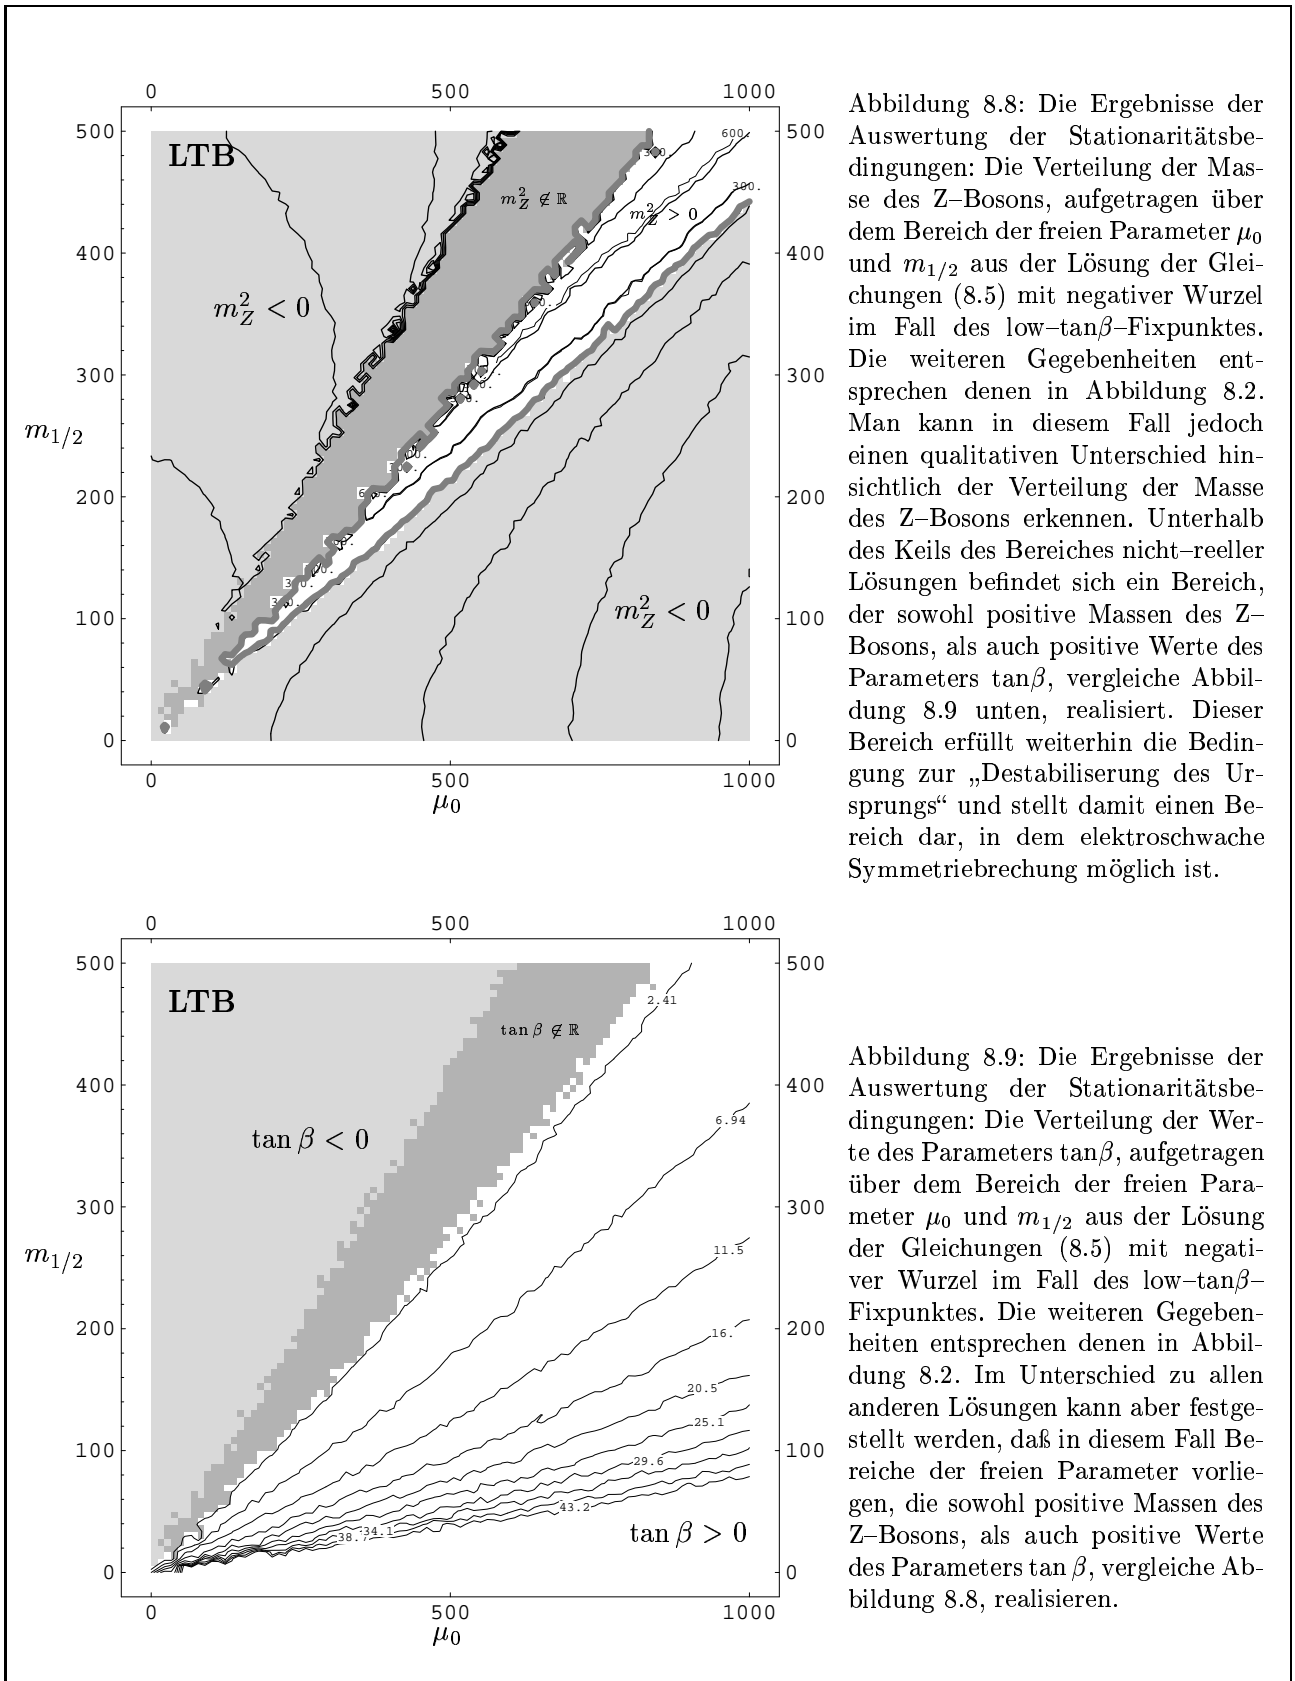 0 500 1000
500 500
LTB
600.
300.
m_Z^2 ∉ ℝ
300.
m_Z^2 > 0
400 400
m_Z^2 < 0
300 300
m_{1/2}
200 200
100 100
m_Z^2 < 0
0 0
0 500 1000
μ_0
Abbildung 8.8: Die Ergebnisse der
Auswertung der Stationaritätsbe-
dingungen: Die Verteilung der Mas-
se des Z–Bosons, aufgetragen über
dem Bereich der freien Parameter μ_0
und m_{1/2} aus der Lösung der Glei-
chungen (8.5) mit negativer Wurzel
im Fall des low–tanβ–Fixpunktes.
Die weiteren Gegebenheiten ent-
sprechen denen in Abbildung 8.2.
Man kann in diesem Fall jedoch
einen qualitativen Unterschied hin-
sichtlich der Verteilung der Masse
des Z–Bosons erkennen. Unterhalb
des Keils des Bereiches nicht–reeller
Lösungen befindet sich ein Bereich,
der sowohl positive Massen des Z–
Bosons, als auch positive Werte des
Parameters tanβ, vergleiche Abbil-
dung 8.9 unten, realisiert. Dieser
Bereich erfüllt weiterhin die Bedin-
gung zur „Destabiliserung des Ur-
sprungs“ und stellt damit einen Be-
reich dar, in dem elektroschwache
Symmetriebrechung möglich ist.
0 500 1000
500 500
LTB
2.41
tan β ∉ ℝ
400 400
6.94
tan β < 0
300 300
m_{1/2}
11.5
200 200
16.
20.5
25.1
100 100
29.6
43.2
34.1
38.7
tan β > 0
0 0
0 500 1000
μ_0
Abbildung 8.9: Die Ergebnisse der
Auswertung der Stationaritätsbe-
dingungen: Die Verteilung der Wer-
te des Parameters tanβ, aufgetragen
über dem Bereich der freien Para-
meter μ_0 und m_{1/2} aus der Lösung
der Gleichungen (8.5) mit negati-
ver Wurzel im Fall des low–tanβ–
Fixpunktes. Die weiteren Gegeben-
heiten entsprechen denen in Abbil-
dung 8.2. Im Unterschied zu allen
anderen Lösungen kann aber festge-
stellt werden, daß in diesem Fall Be-
reiche der freien Parameter vorlie-
gen, die sowohl positive Massen des
Z–Bosons, als auch positive Werte
des Parameters tan β, vergleiche Ab-
bildung 8.8, realisieren.